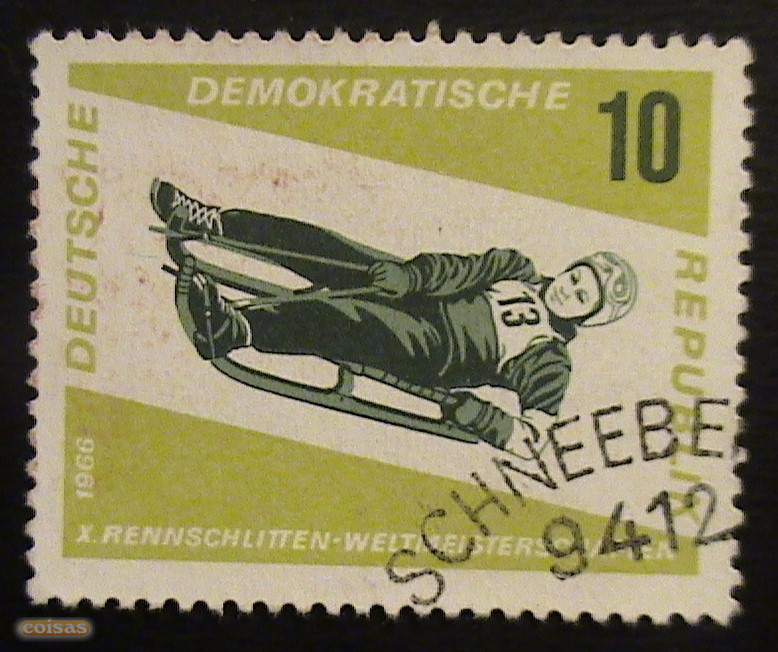 DEUTSCHE
DEMOKRATISCHE
REPUBLIK
10
13
1966
X. RENNSCHLITTEN-WELTMEISTERSCHAFTEN
SCHNEEBE
9412
coisas